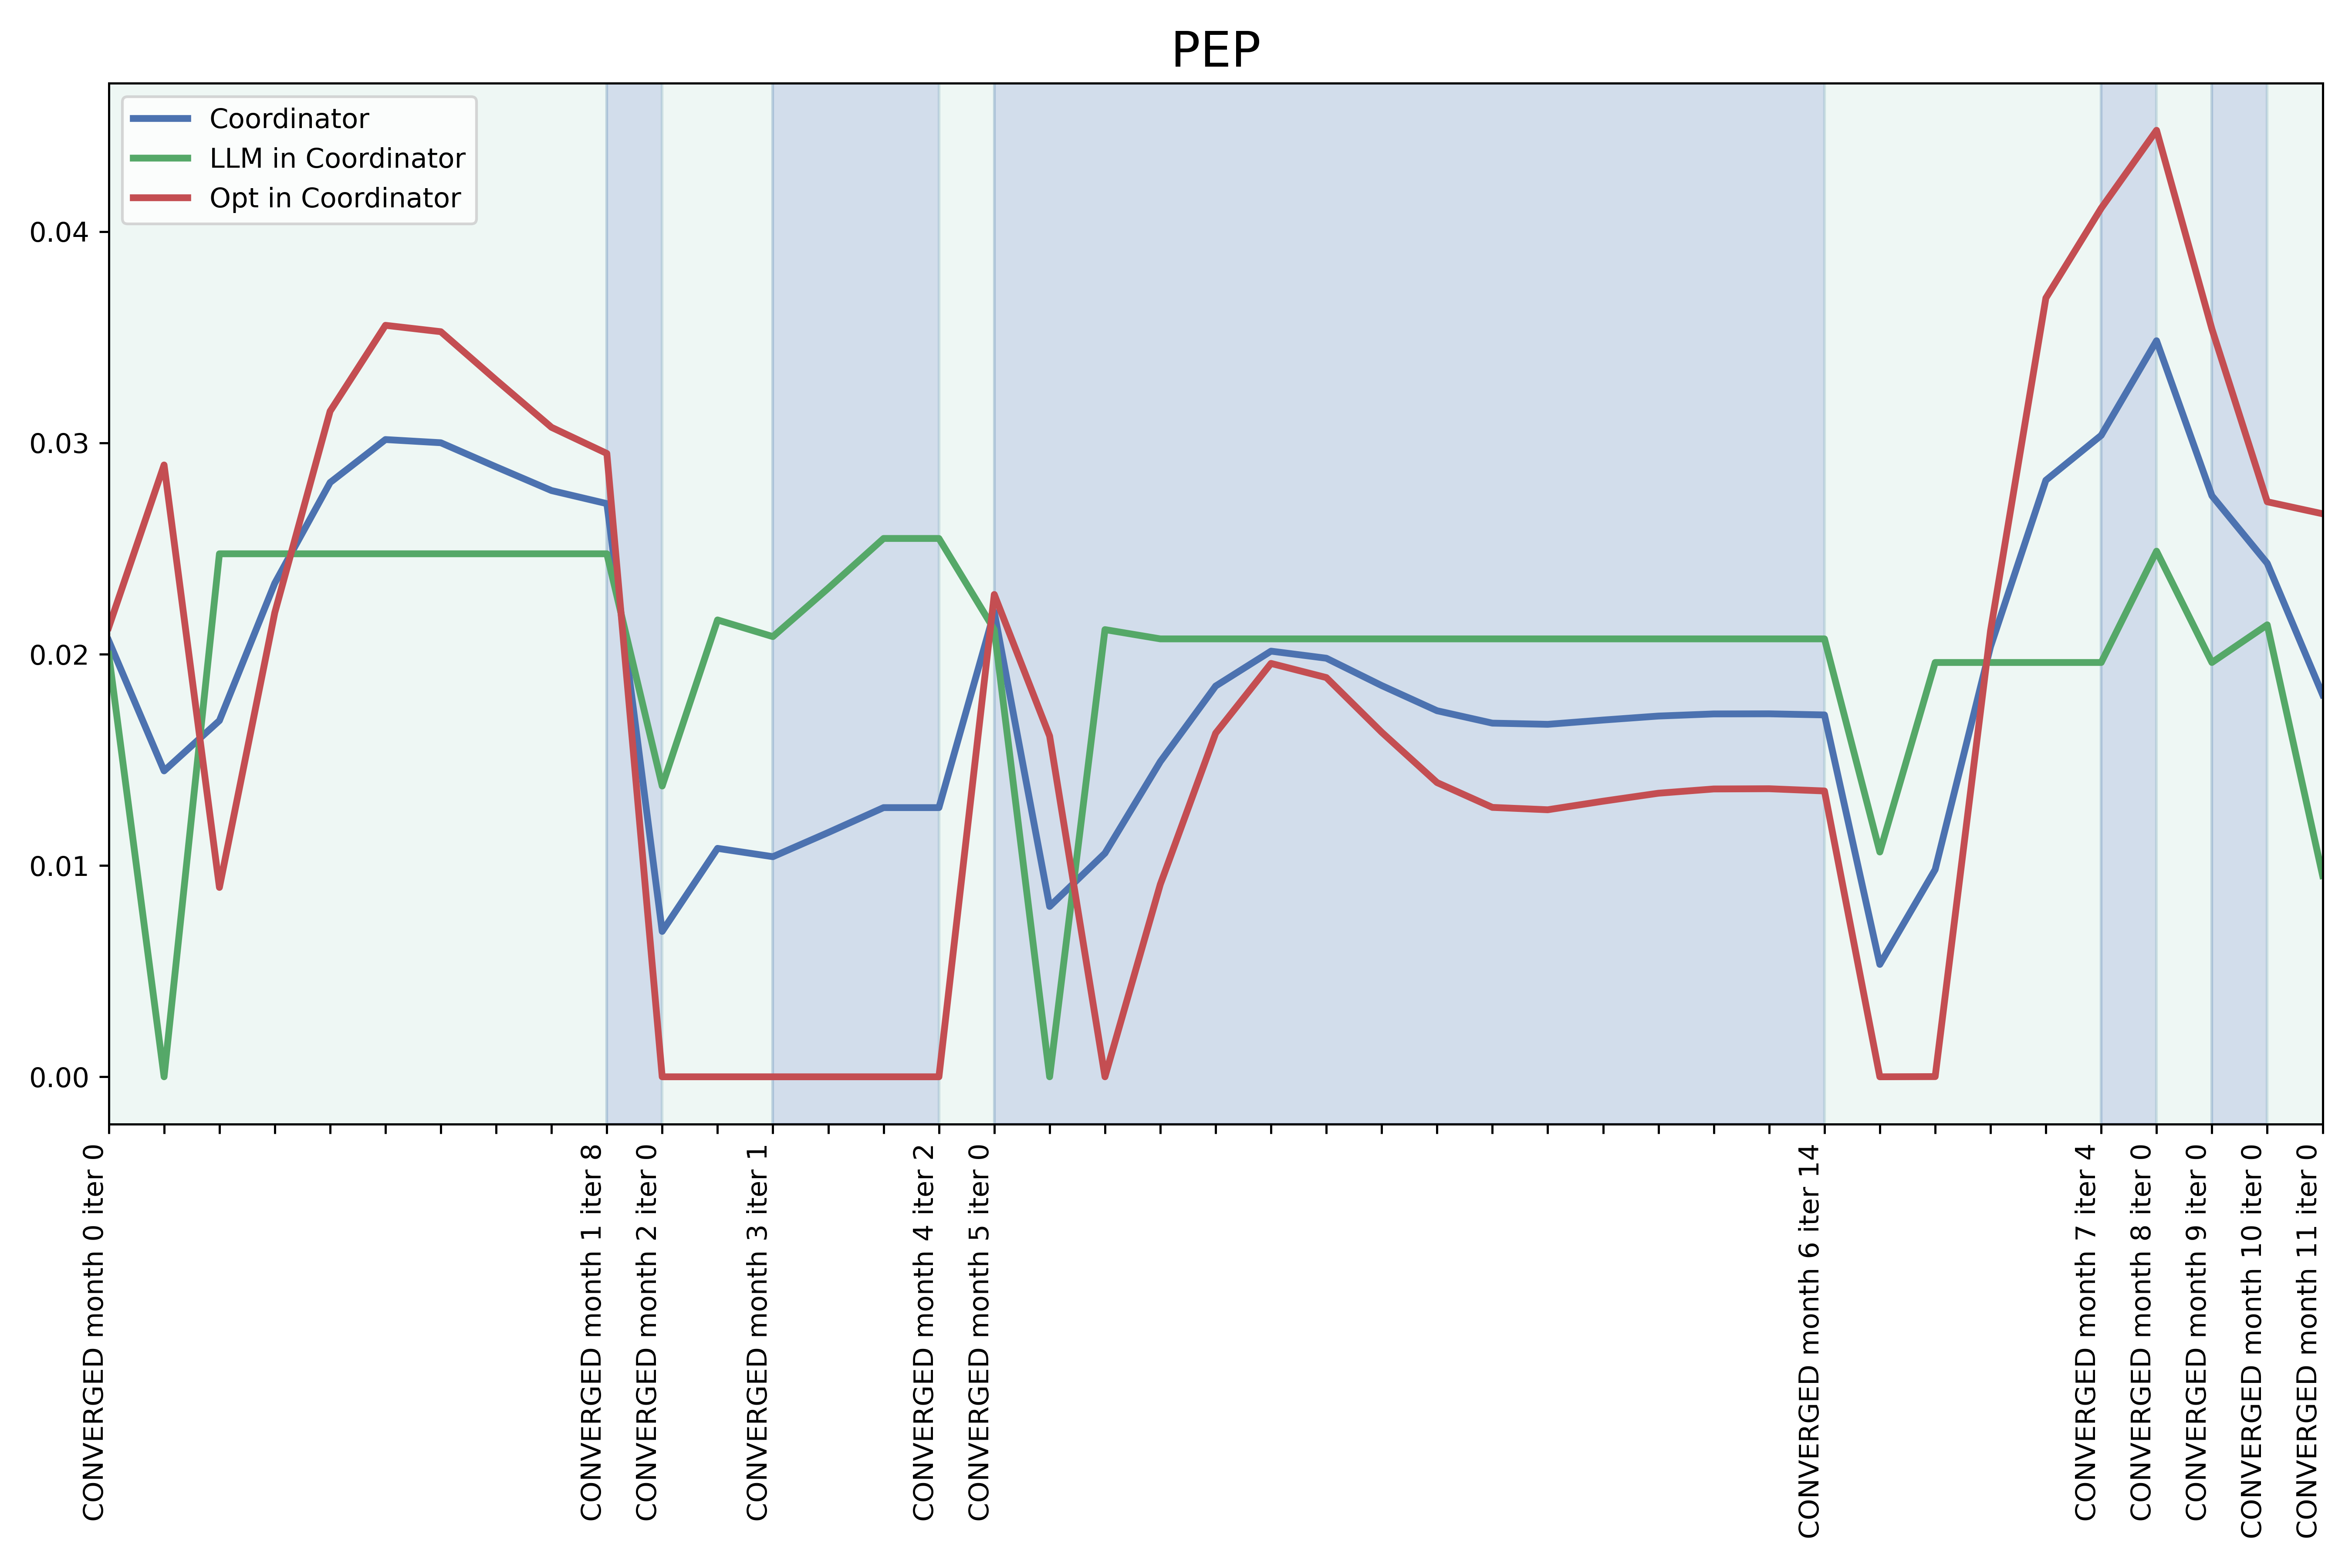 PEP
Coordinator
LLM in Coordinator
Opt in Coordinator
0.04
0.03
0.02
0.01
0.00
CONVERGED month 0 iter 0
CONVERGED month 1 iter 8
CONVERGED month 2 iter 0
CONVERGED month 3 iter 1
CONVERGED month 4 iter 2
CONVERGED month 5 iter 0
CONVERGED month 6 iter 14
CONVERGED month 7 iter 4
CONVERGED month 8 iter 0
CONVERGED month 9 iter 0
CONVERGED month 10 iter 0
CONVERGED month 11 iter 0